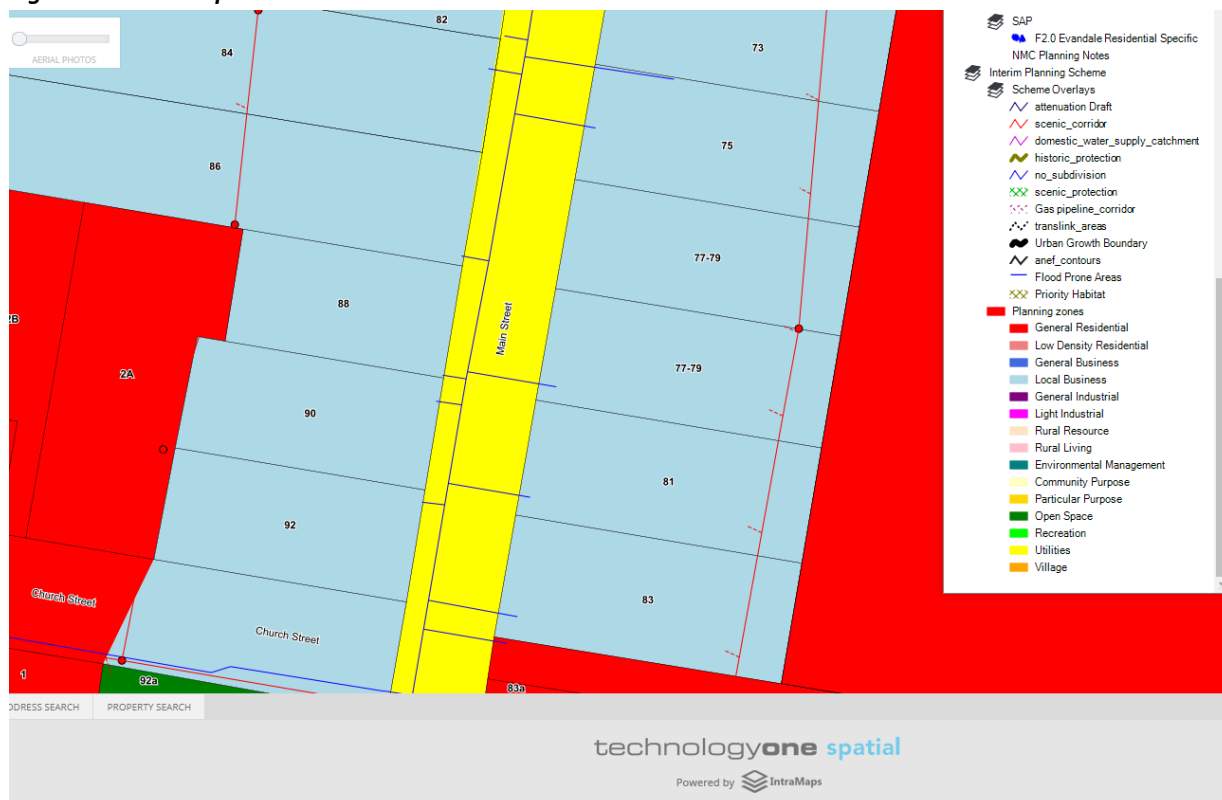 82
84
73
AERIAL PHOTOS
75
86
77-79
88
Main Street
2A
77-79
90
81
92
Church Street
83
Church Street
1
92a
83a
SAP
F2.0 Evandale Residential Specific
NMC Planning Notes
Interim Planning Scheme
Scheme Overlays
attenuation Draft
scenic_corridor
domestic_water_supply_catchment
historic_protection
no_subdivision
scenic_protection
Gas pipeline_corridor
translink_areas
Urban Growth Boundary
anef_contours
Flood Prone Areas
Priority Habitat
Planning zones
General Residential
Low Density Residential
General Business
Local Business
General Industrial
Light Industrial
Rural Resource
Rural Living
Environmental Management
Community Purpose
Particular Purpose
Open Space
Recreation
Utilities
Village
DDRESS SEARCH PROPERTY SEARCH
technologyone spatial
Powered by IntraMaps